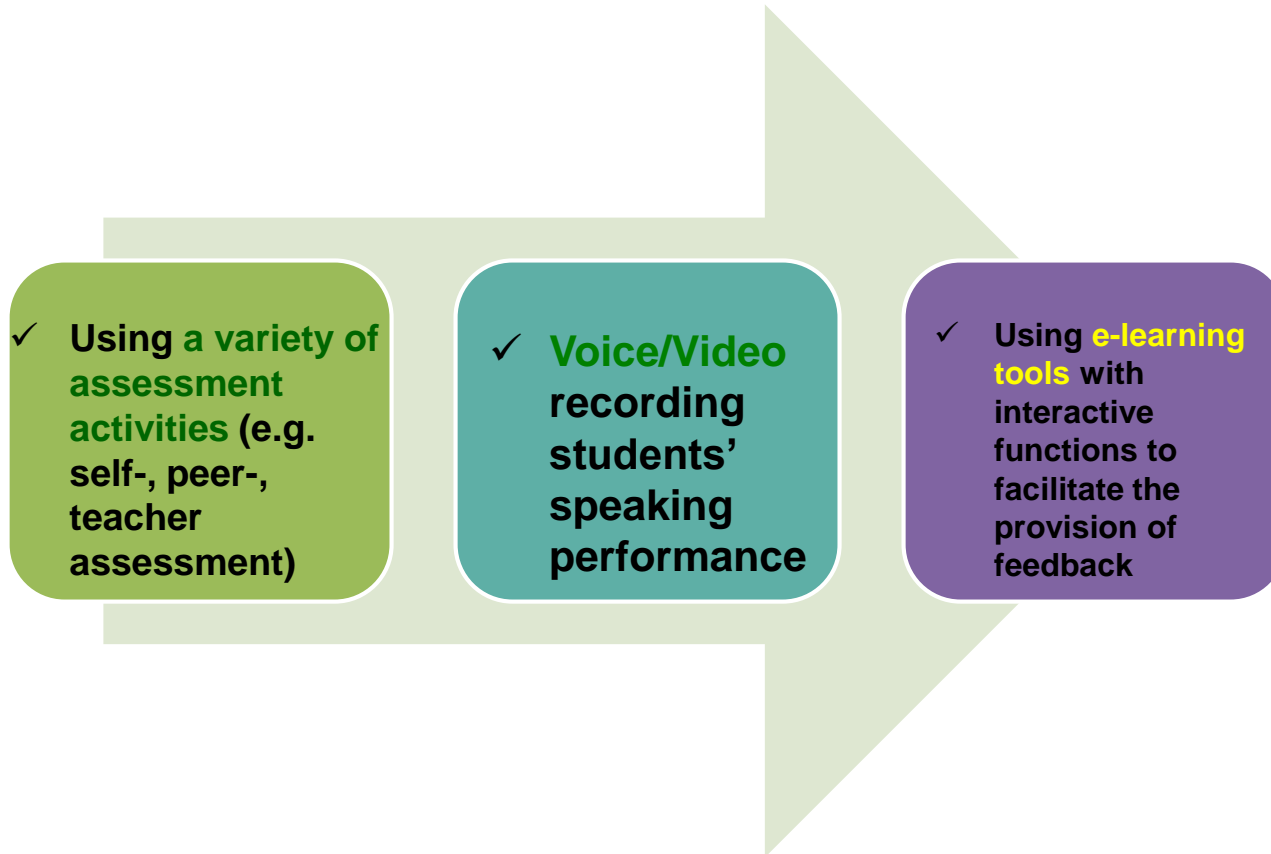 ✓ Using a variety of
assessment
activities (e.g.
self-, peer-,
teacher
assessment)
✓ Voice/Video
recording
students’
speaking
performance
✓ Using e-learning
tools with
interactive
functions to
facilitate the
provision of
feedback